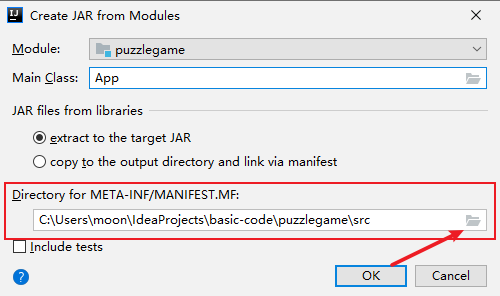 Create JAR from Modules
Module: puzzlegame
Main Class: App
JAR files from libraries
extract to the target JAR
copy to the output directory and link via manifest
Directory for META-INF/MANIFEST.MF:
C:\Users\moon\IdeaProjects\basic-code\puzzlegame\src
Include tests
? OK Cancel